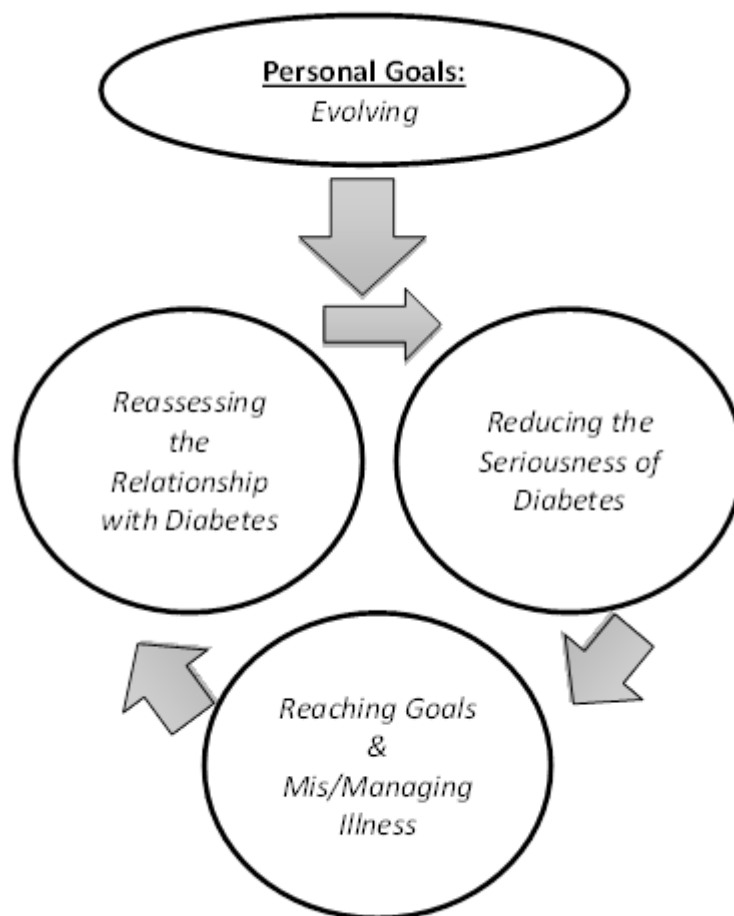 Personal Goals:
Evolving
Reassessing
the
Relationship
with Diabetes
Reducing the
Seriousness of
Diabetes
Reaching Goals
&
Mis/Managing
Illness